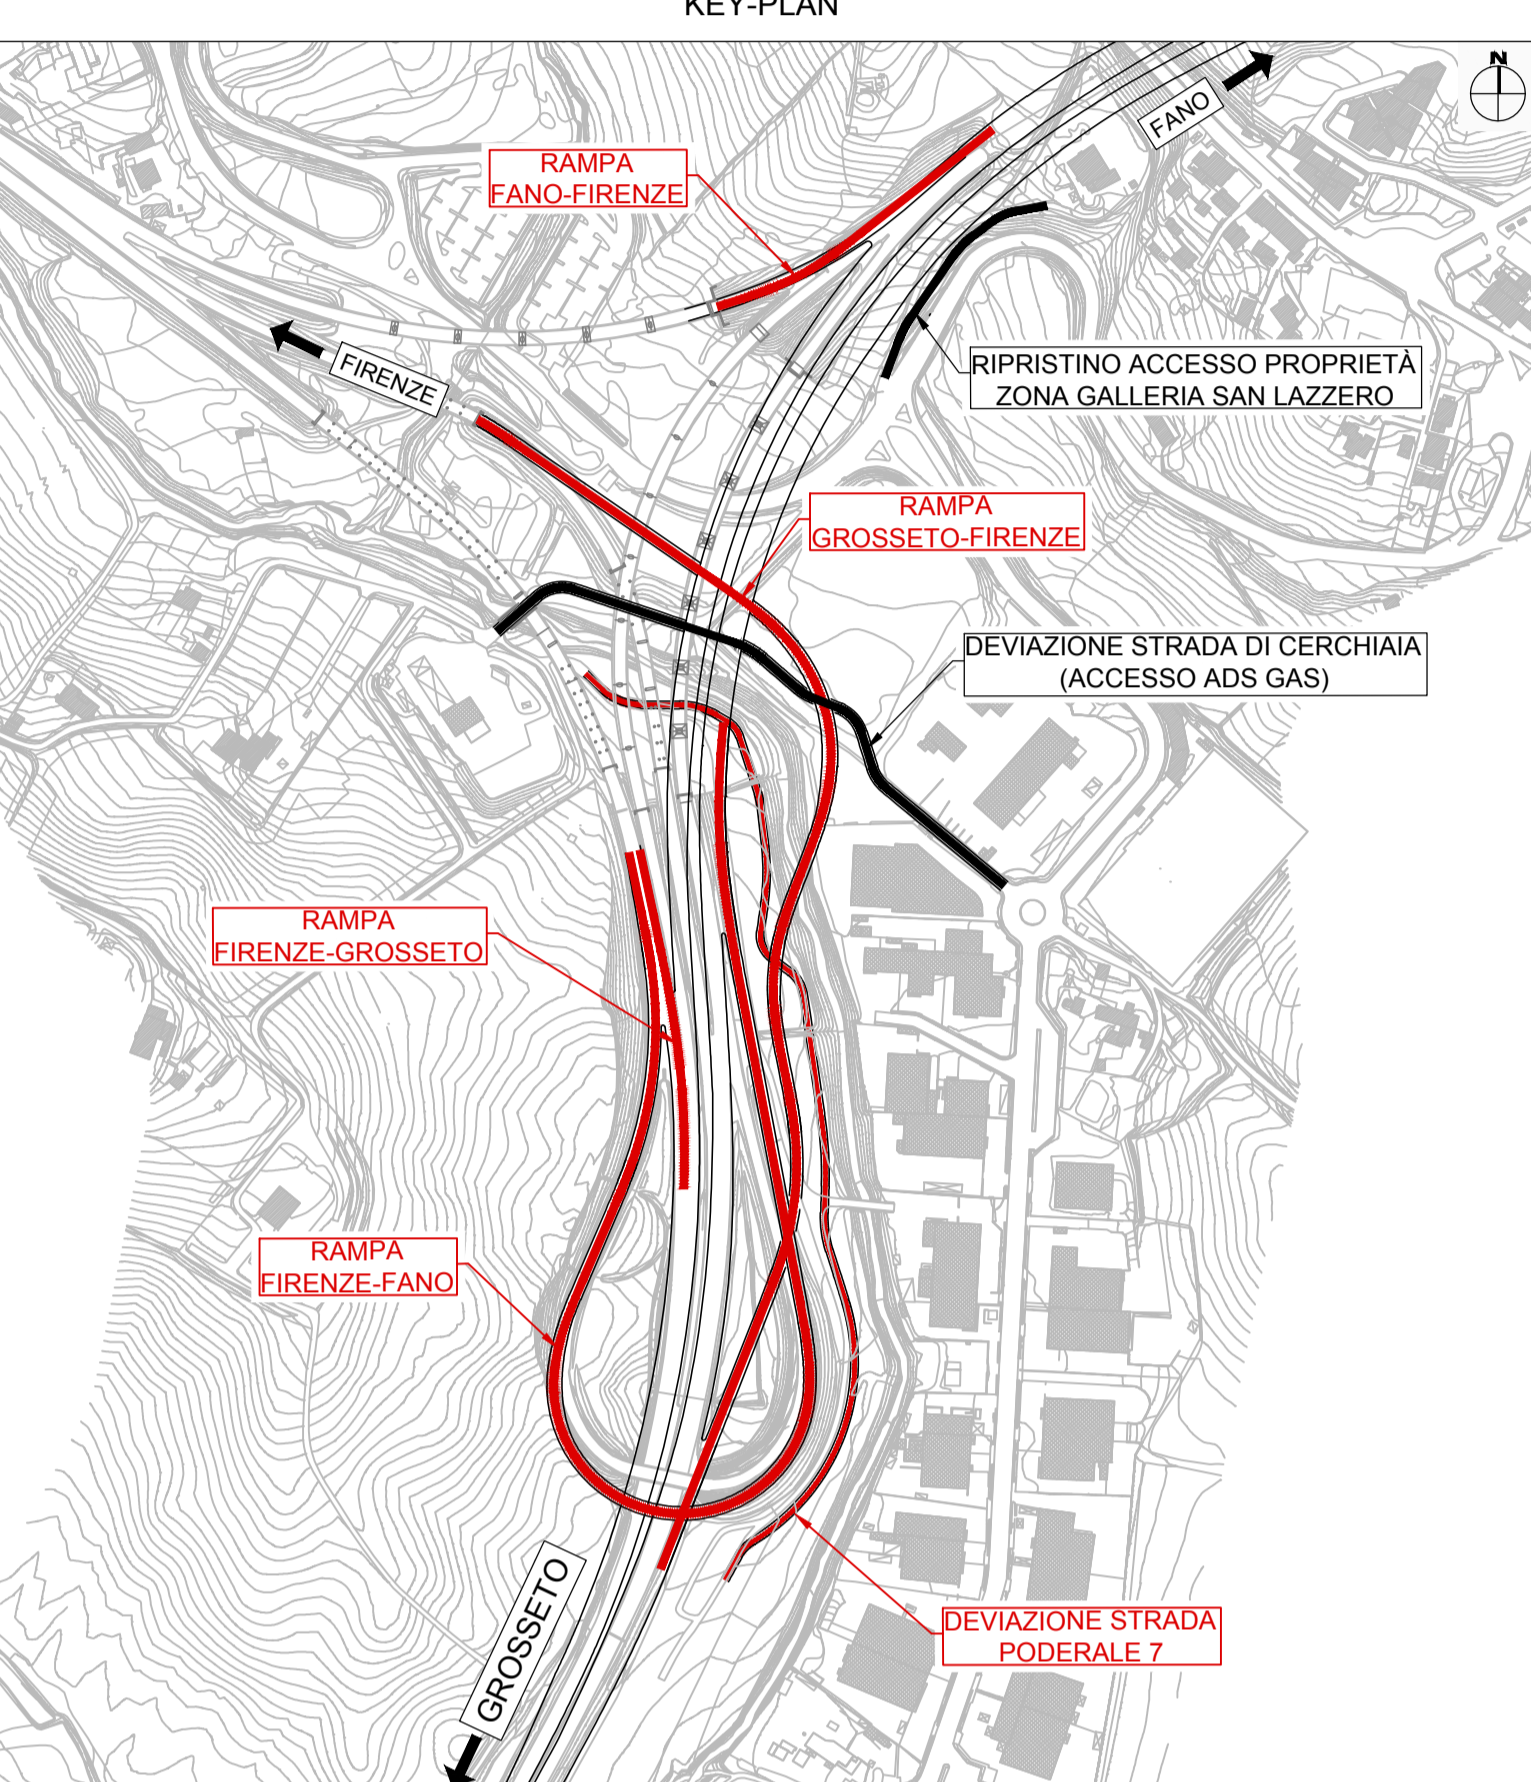 KEY-PLAN
N
FANO
RAMPA
FANO-FIRENZE
FIRENZE
RIPRISTINO ACCESSO PROPRIETÀ
ZONA GALLERIA SAN LAZZERO
RAMPA
GROSSETO-FIRENZE
DEVIAZIONE STRADA DI CERCHIAIA
(ACCESSO ADS GAS)
RAMPA
FIRENZE-GROSSETO
RAMPA
FIRENZE-FANO
GROSSETO
DEVIAZIONE STRADA
PODERALE 7